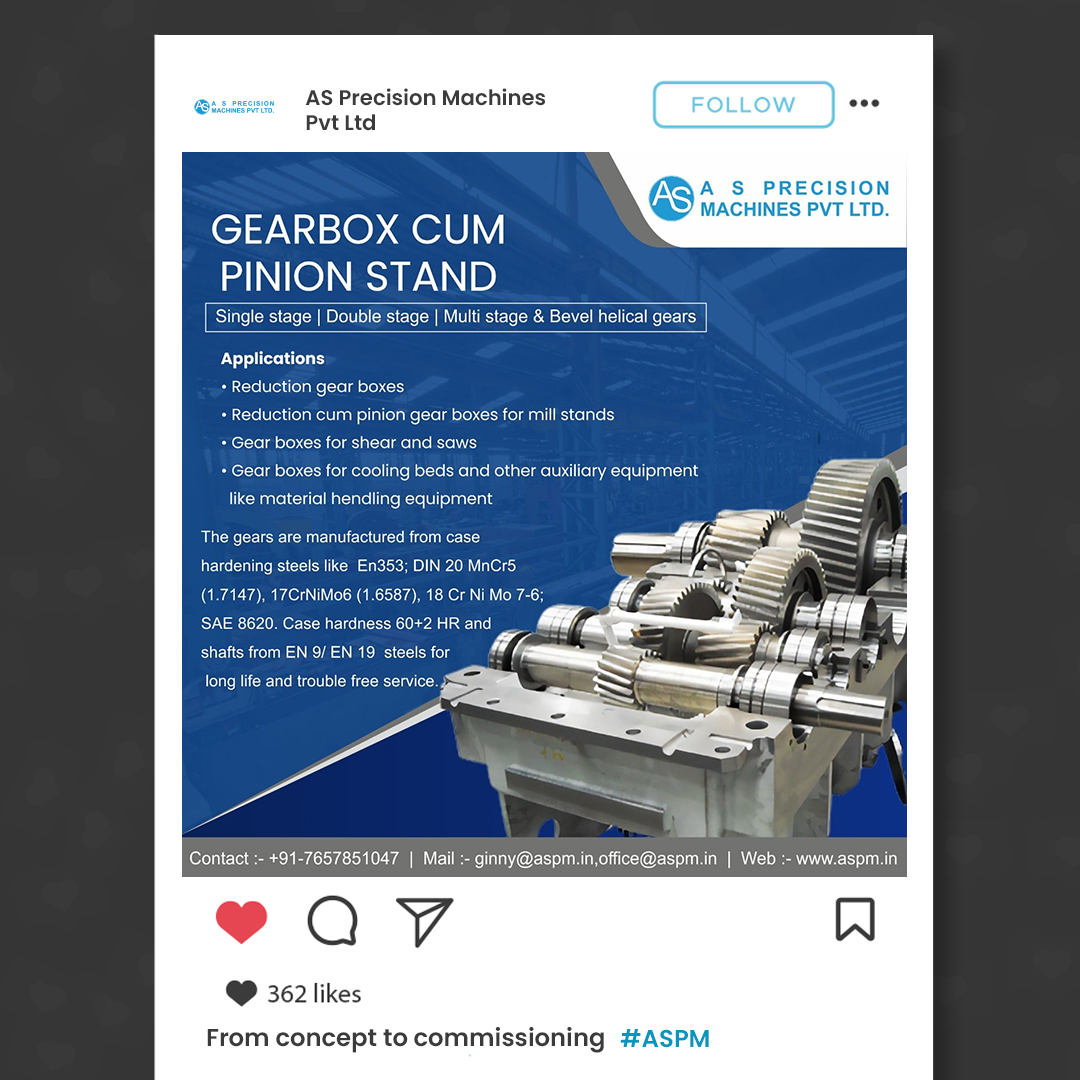 A S PRECISION
MACHINES PVT LTD.
AS Precision Machines
Pvt Ltd
FOLLOW
AS A S PRECISION
MACHINES PVT LTD.
GEARBOX CUM
PINION STAND
Single stage | Double stage | Multi stage & Bevel helical gears
Applications
• Reduction gear boxes
• Reduction cum pinion gear boxes for mill stands
• Gear boxes for shear and saws
• Gear boxes for cooling beds and other auxiliary equipment
like material hendling equipment
The gears are manufactured from case
hardening steels like En353; DIN 20 MnCr5
(1.7147), 17CrNiMo6 (1.6587), 18 Cr Ni Mo 7-6;
SAE 8620. Case hardness 60+2 HR and
shafts from EN 9/ EN 19 steels for
long life and trouble free service.
Contact :- +91-7657851047 | Mail :- ginny@aspm.in,office@aspm.in | Web :- www.aspm.in
362 likes
From concept to commissioning #ASPM